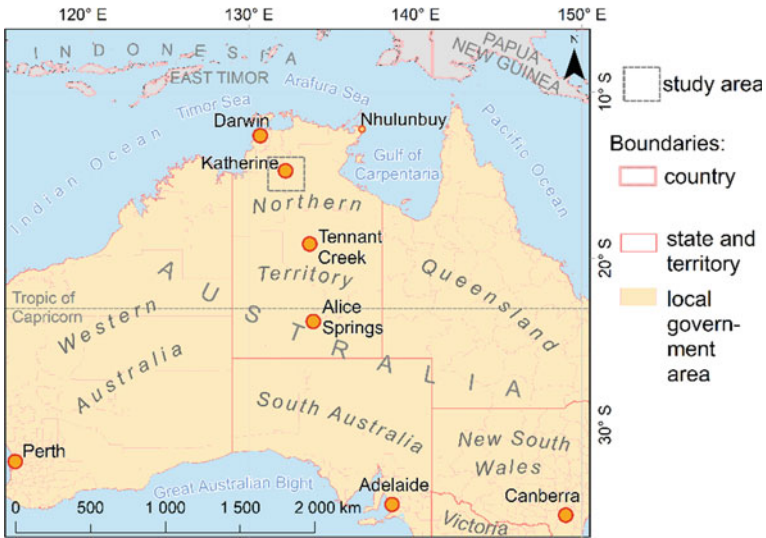 120° E
130° E
140° E
150° E
INDONESIA
PAPUA
NEW GUINEA
N
EAST TIMOR
Arafura Sea
10° S
study area
Timor Sea
Darwin
Nhulunbuy
Pacific Ocean
Indian Ocean
Katherine
Gulf of
Carpentaria
Boundaries:
country
Northern
Territory
Tennant
Creek
state and
territory
20° S
Queensland
AUSTRALIA
Tropic of
Capricorn
local
govern-
ment
area
Western
Australia
Alice
Springs
South Australia
New South
Wales
30° S
Perth
Great Australian Bight
Adelaide
Canberra
Victoria
0 500 1 000 1 500 2 000 km